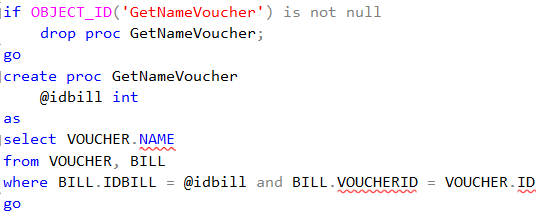 if OBJECT_ID('GetNameVoucher') is not null
drop proc GetNameVoucher;
go
create proc GetNameVoucher
@idbill int
as
select VOUCHER.NAME
from VOUCHER, BILL
where BILL.IDBILL = @idbill and BILL.VOUCHERID = VOUCHER.ID
go